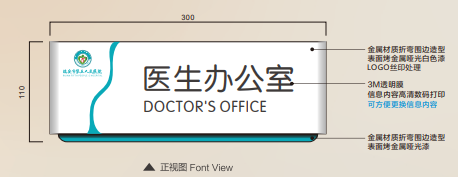 300
110
医生办公室
DOCTOR'S OFFICE
金属材质折弯围边造型
表面烤金属哑光白色漆
LOGO丝印处理
3M透明膜
信息内容高清数码打印
可方便更换信息内容
金属材质折弯围边造型
表面烤金属哑光漆
正视图 Font View